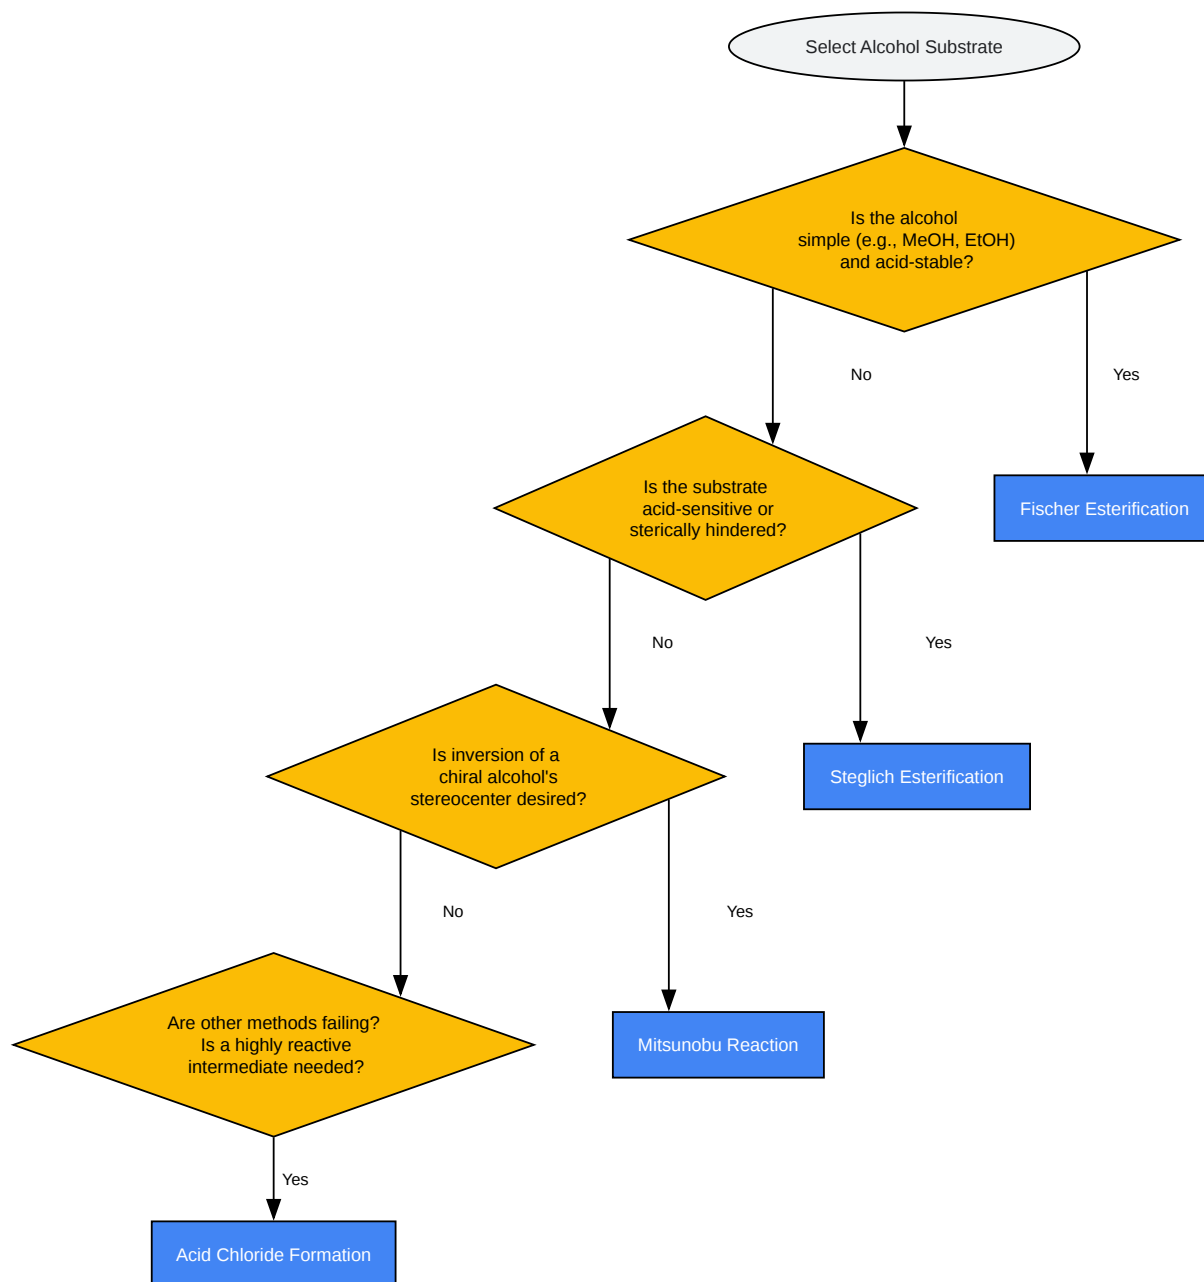 Select Alcohol Substrate
Is the alcohol
simple (e.g., MeOH, EtOH)
and acid-stable?
No
Yes
Is the substrate
acid-sensitive or
sterically hindered?
Fischer Esterification
No
Yes
Is inversion of a
chiral alcohol's
stereocenter desired?
Steglich Esterification
No
Yes
Are other methods failing?
Is a highly reactive
intermediate needed?
Mitsunobu Reaction
Yes
Acid Chloride Formation